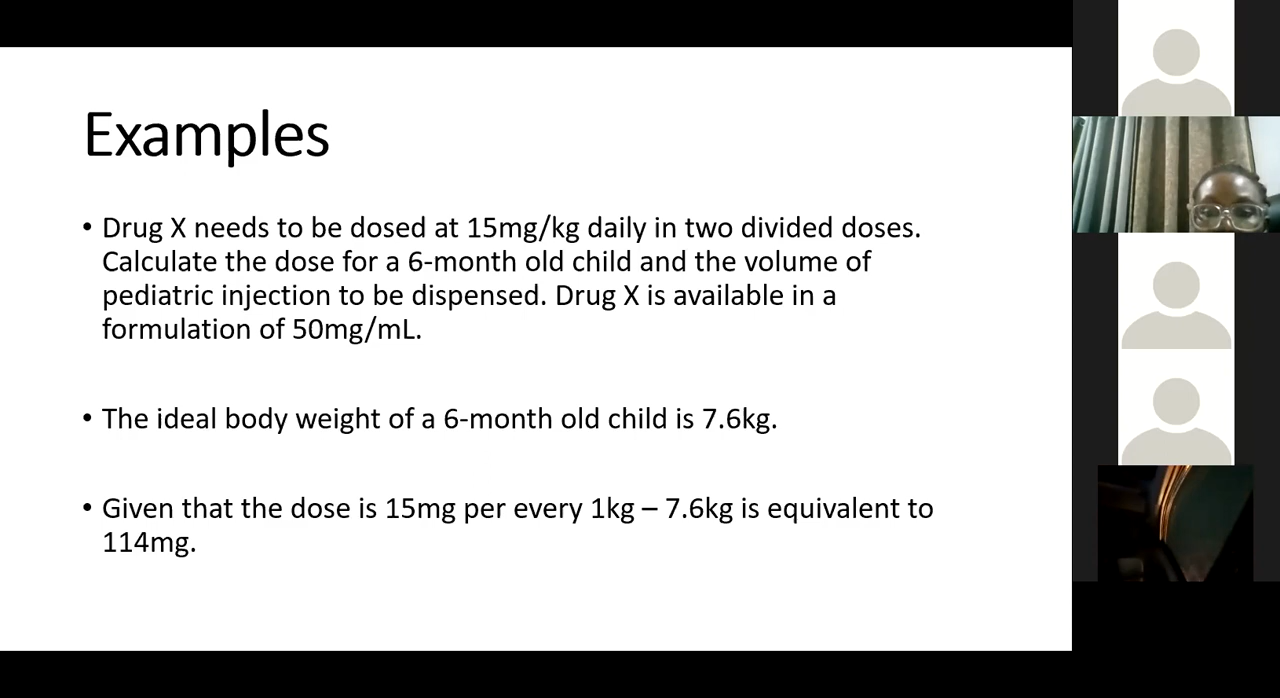 Examples
• Drug X needs to be dosed at 15mg/kg daily in two divided doses.
Calculate the dose for a 6-month old child and the volume of
pediatric injection to be dispensed. Drug X is available in a
formulation of 50mg/mL.
• The ideal body weight of a 6-month old child is 7.6kg.
• Given that the dose is 15mg per every 1kg – 7.6kg is equivalent to
114mg.